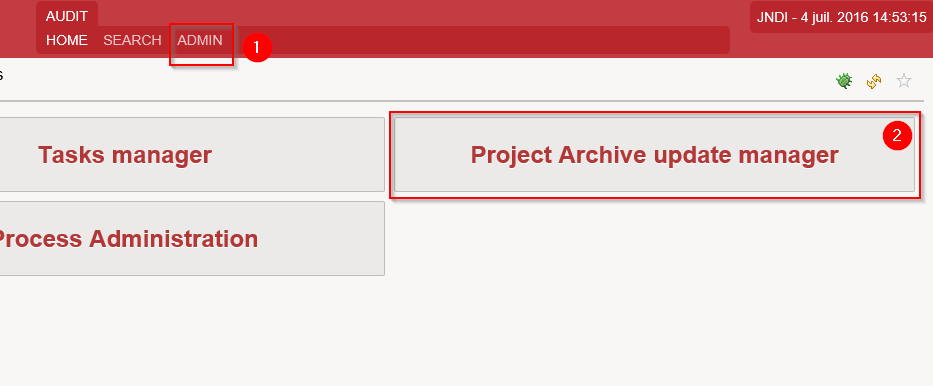 AUDIT
JNDI - 4 juil. 2016 14:53:15
HOME SEARCH ADMIN
1
s
2
Tasks manager
Project Archive update manager
Process Administration